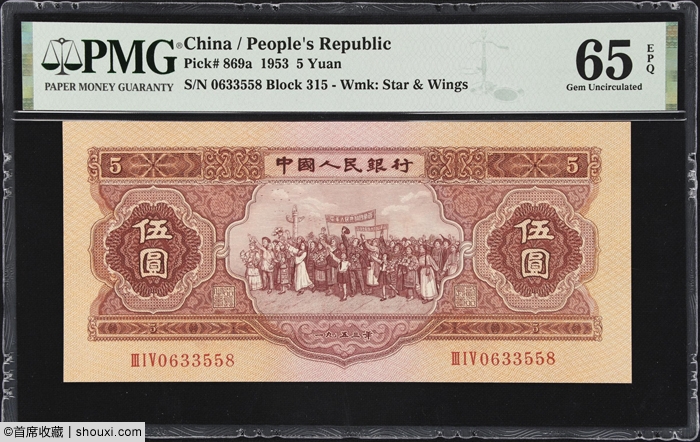 PMG®
PAPER MONEY GUARANTY
China / People's Republic
Pick# 869a 1953 5 Yuan
S/N 0633558 Block 315 - Wmk: Star & Wings
65 EPQ
Gem Uncirculated
5 中國人民銀行 5
伍圓 伍圓
5 一九五三年 5
ⅢⅠⅤ0633558 ⅢⅠⅤ0633558
@首席收藏 | shouxi.com